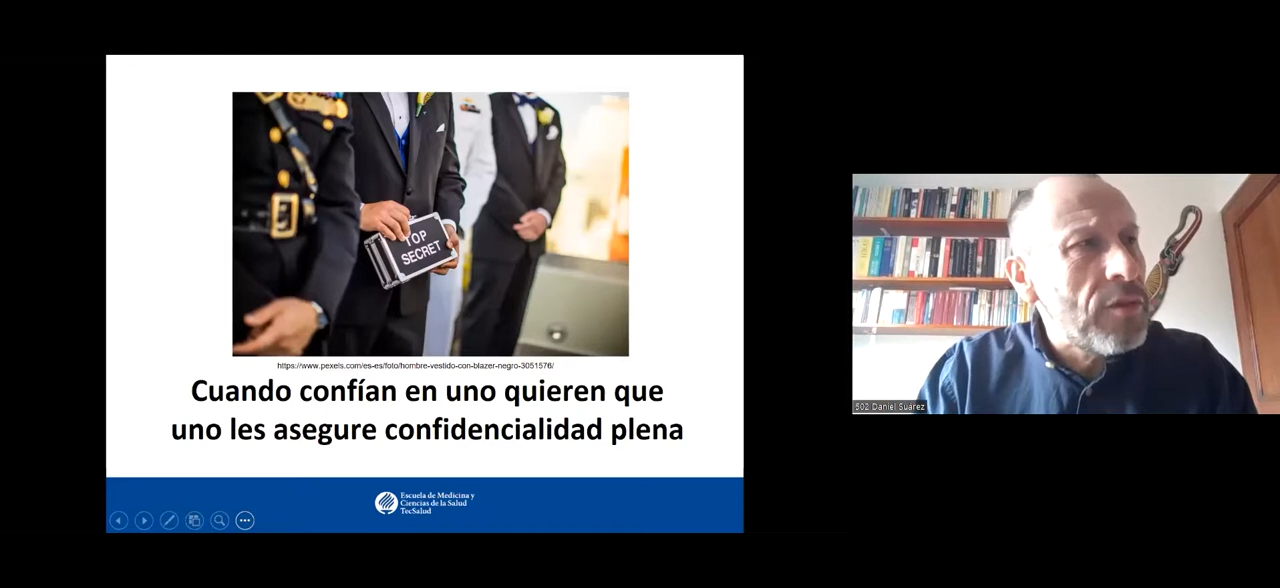 TOP
SECRET
https://www.pexels.com/es-es/foto/hombre-vestido-con-blazer-negro-3051576/
Cuando confían en uno quieren que
uno les asegure confidencialidad plena
Escuela de Medicina y
Ciencias de la Salud
TecSalud
502 Daniel Suárez